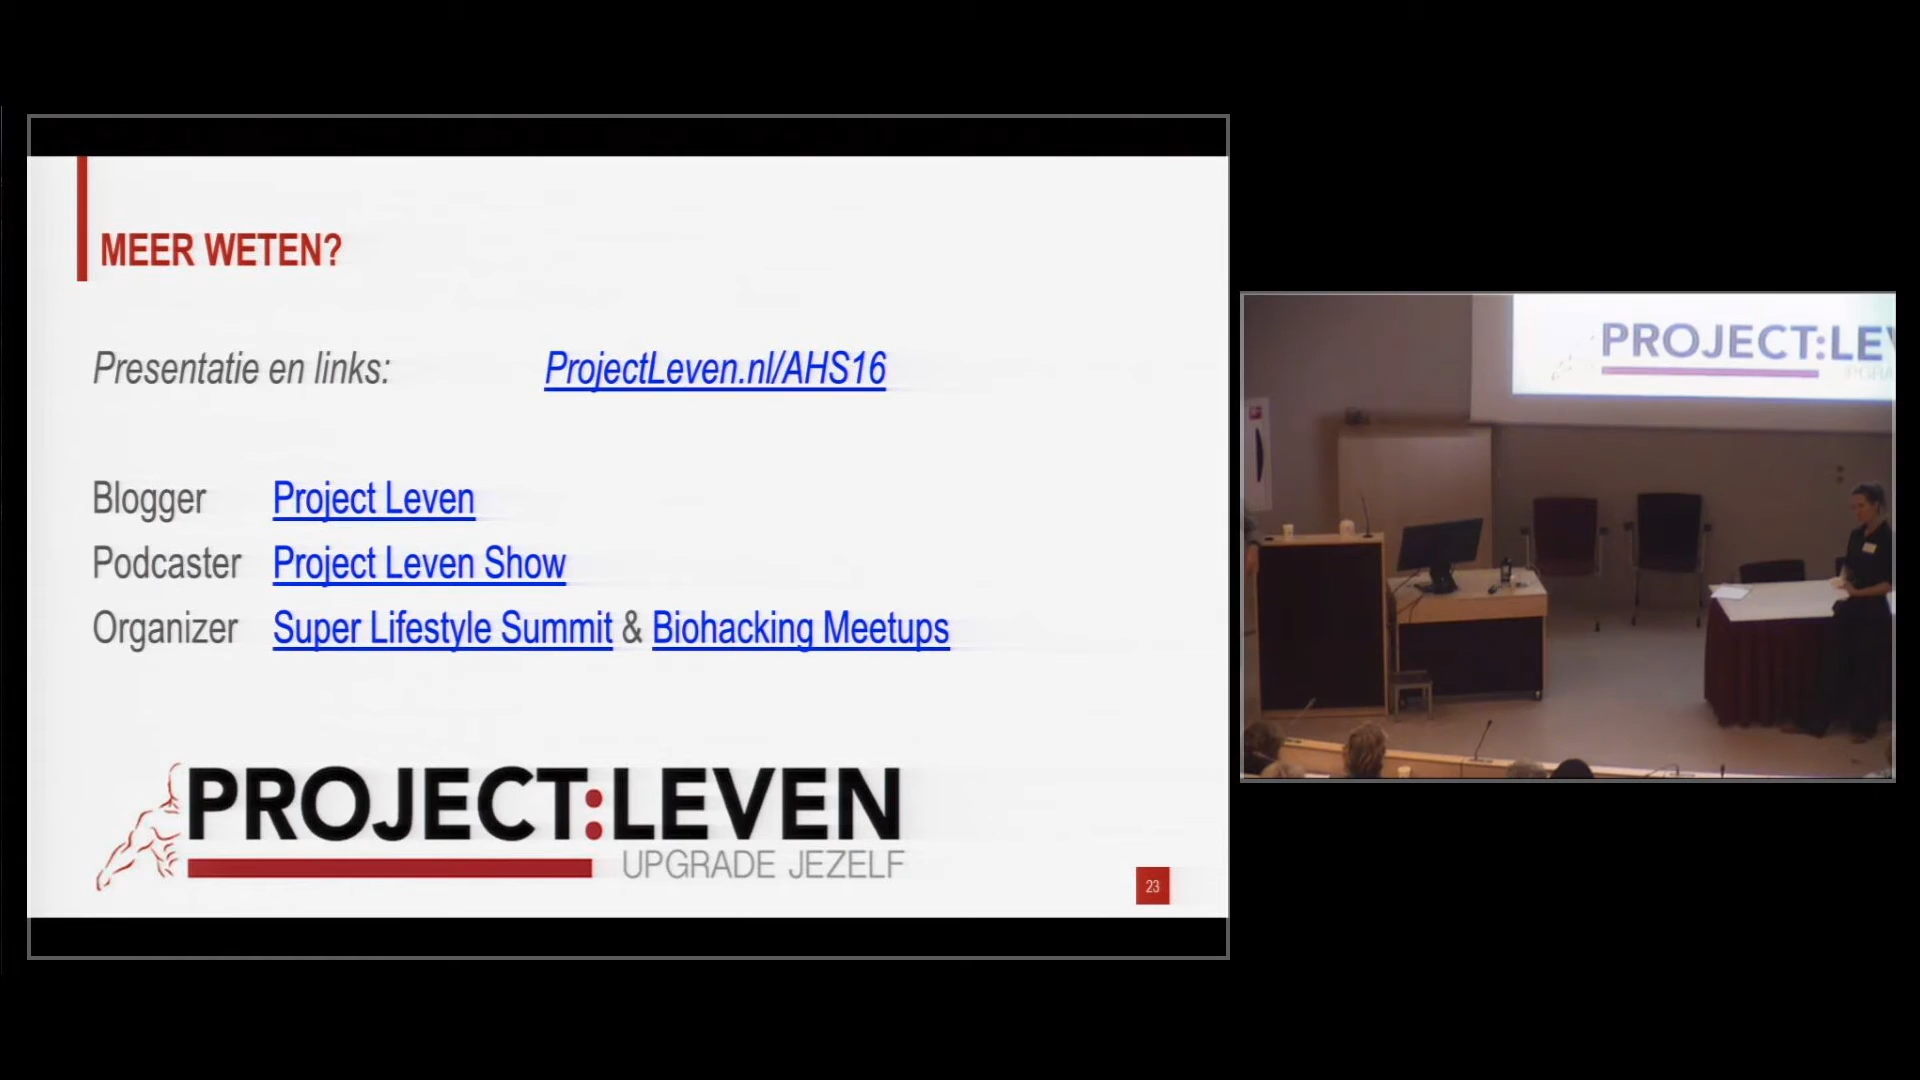 MEER WETEN?
Presentatie en links: ProjectLeven.nl/AHS16
Blogger Project Leven
Podcaster Project Leven Show
Organizer Super Lifestyle Summit & Biohacking Meetups
PROJECT:LEVEN
UPGRADE JEZELF
23
PROJECT:LEV